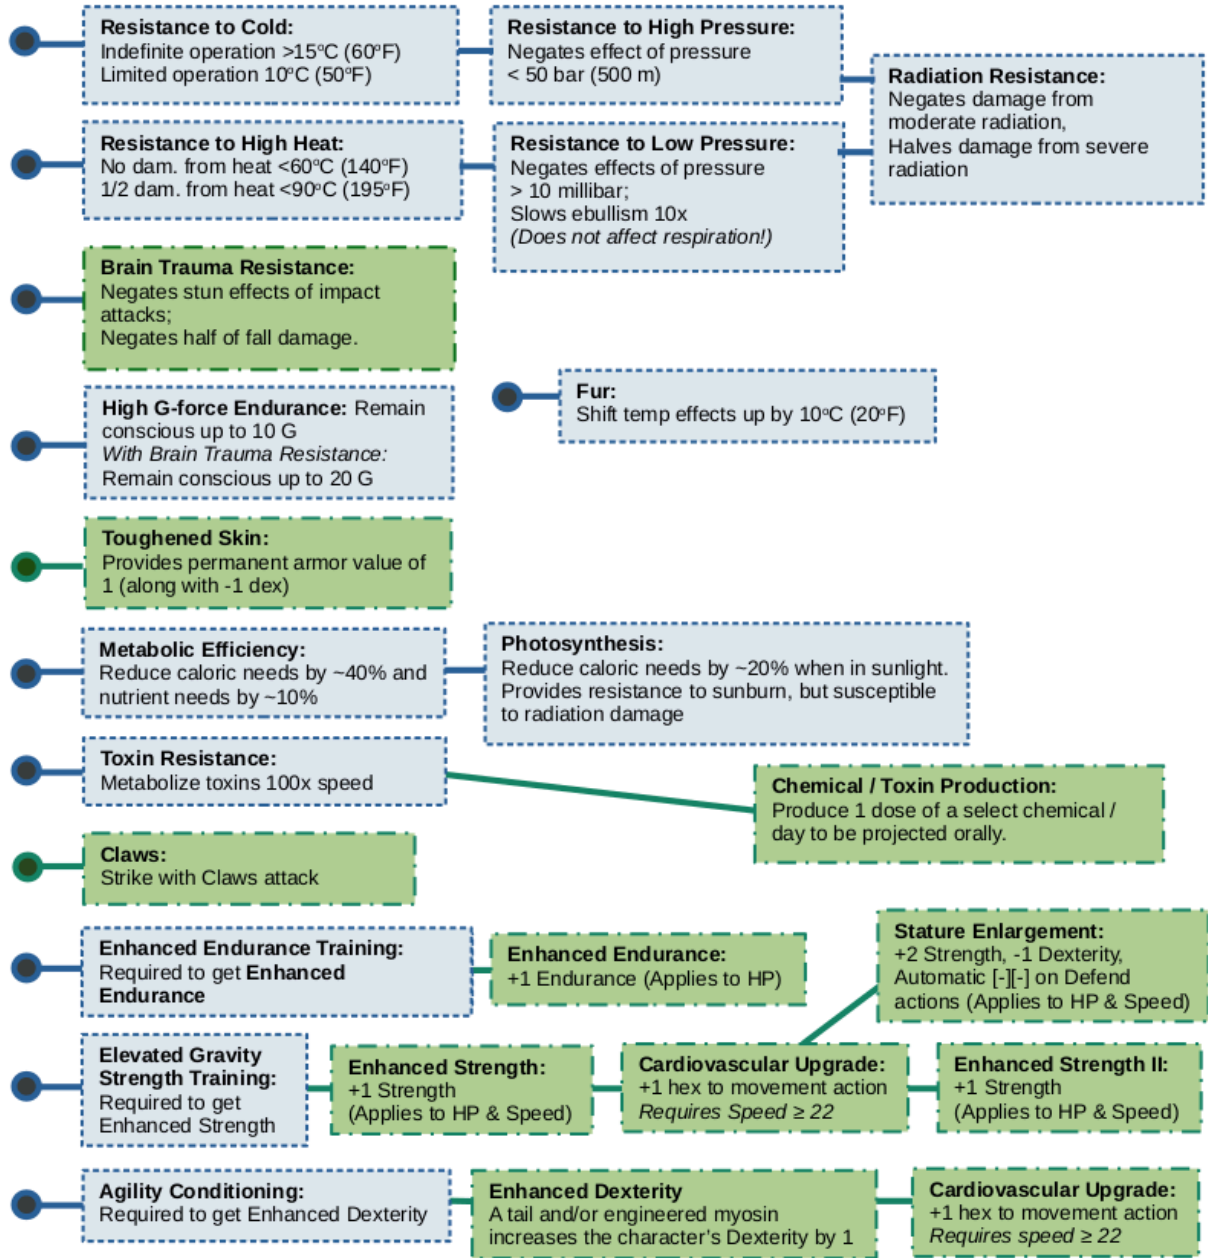 Resistance to Cold:
Indefinite operation >15ºC (60ºF)
Limited operation 10ºC (50ºF)
Resistance to High Pressure:
Negates effect of pressure
< 50 bar (500 m)
Radiation Resistance:
Negates damage from
moderate radiation,
Halves damage from severe
radiation
Resistance to High Heat:
No dam. from heat <60ºC (140ºF)
1/2 dam. from heat <90ºC (195ºF)
Resistance to Low Pressure:
Negates effects of pressure
> 10 millibar;
Slows ebullism 10x
(Does not affect respiration!)
Brain Trauma Resistance:
Negates stun effects of impact
attacks;
Negates half of fall damage.
Fur:
Shift temp effects up by 10ºC (20ºF)
High G-force Endurance: Remain
conscious up to 10 G
With Brain Trauma Resistance:
Remain conscious up to 20 G
Toughened Skin:
Provides permanent armor value of
1 (along with -1 dex)
Metabolic Efficiency:
Reduce caloric needs by ~40% and
nutrient needs by ~10%
Photosynthesis:
Reduce caloric needs by ~20% when in sunlight.
Provides resistance to sunburn, but susceptible
to radiation damage
Toxin Resistance:
Metabolize toxins 100x speed
Chemical / Toxin Production:
Produce 1 dose of a select chemical /
day to be projected orally.
Claws:
Strike with Claws attack
Enhanced Endurance Training:
Required to get Enhanced
Endurance
Enhanced Endurance:
+1 Endurance (Applies to HP)
Stature Enlargement:
+2 Strength, -1 Dexterity,
Automatic [-][-] on Defend
actions (Applies to HP & Speed)
Elevated Gravity
Strength Training:
Required to get
Enhanced Strength
Enhanced Strength:
+1 Strength
(Applies to HP & Speed)
Cardiovascular Upgrade:
+1 hex to movement action
Requires Speed ≥ 22
Enhanced Strength II:
+1 Strength
(Applies to HP & Speed)
Agility Conditioning:
Required to get Enhanced Dexterity
Enhanced Dexterity
A tail and/or engineered myosin
increases the character's Dexterity by 1
Cardiovascular Upgrade:
+1 hex to movement action
Requires speed ≥ 22